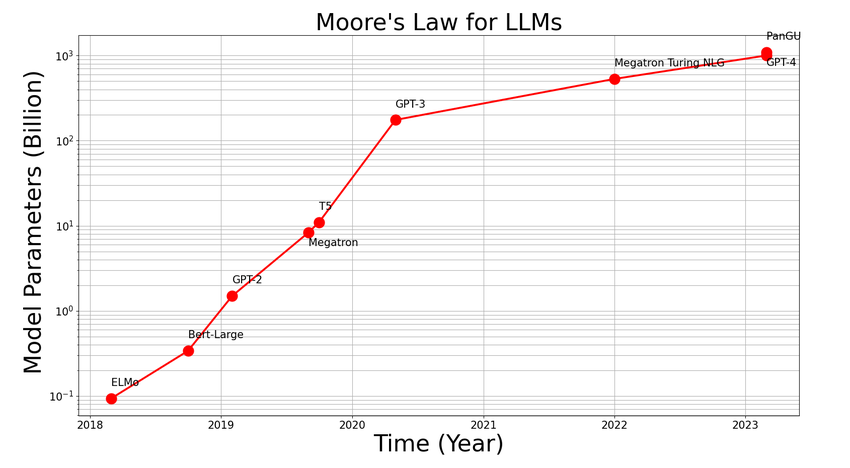 Moore's Law for LLMs
Model Parameters (Billion)
10³
10²
10¹
10⁰
10⁻¹
PanGU
GPT-4
Megatron Turing NLG
GPT-3
T5
Megatron
GPT-2
Bert-Large
ELMo
2018 2019 2020 2021 2022 2023
Time (Year)